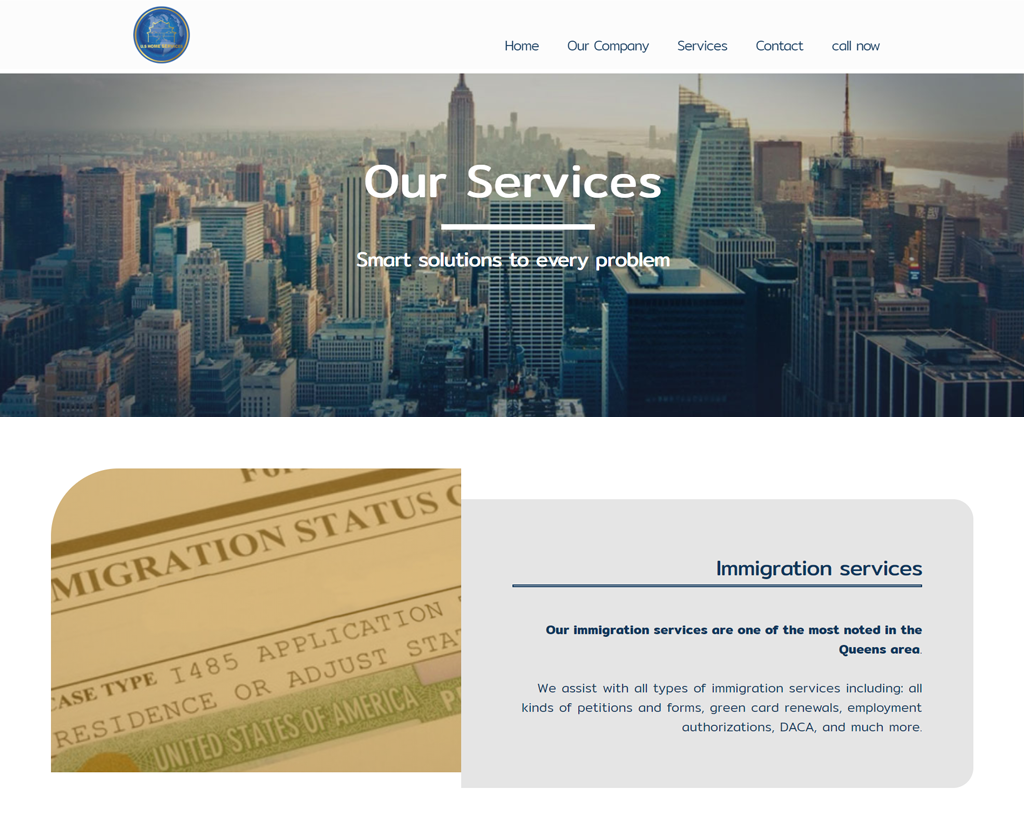 Home Our Company Services Contact call now
Our Services
Smart solutions to every problem
MIGRATION STATUS
CASE TYPE I485 APPLICATION
RESIDENCE OR ADJUST STAT
UNITED STATES OF AMERICA
Immigration services
Our immigration services are one of the most noted in the
Queens area.
We assist with all types of immigration services including: all
kinds of petitions and forms, green card renewals, employment
authorizations, DACA, and much more.